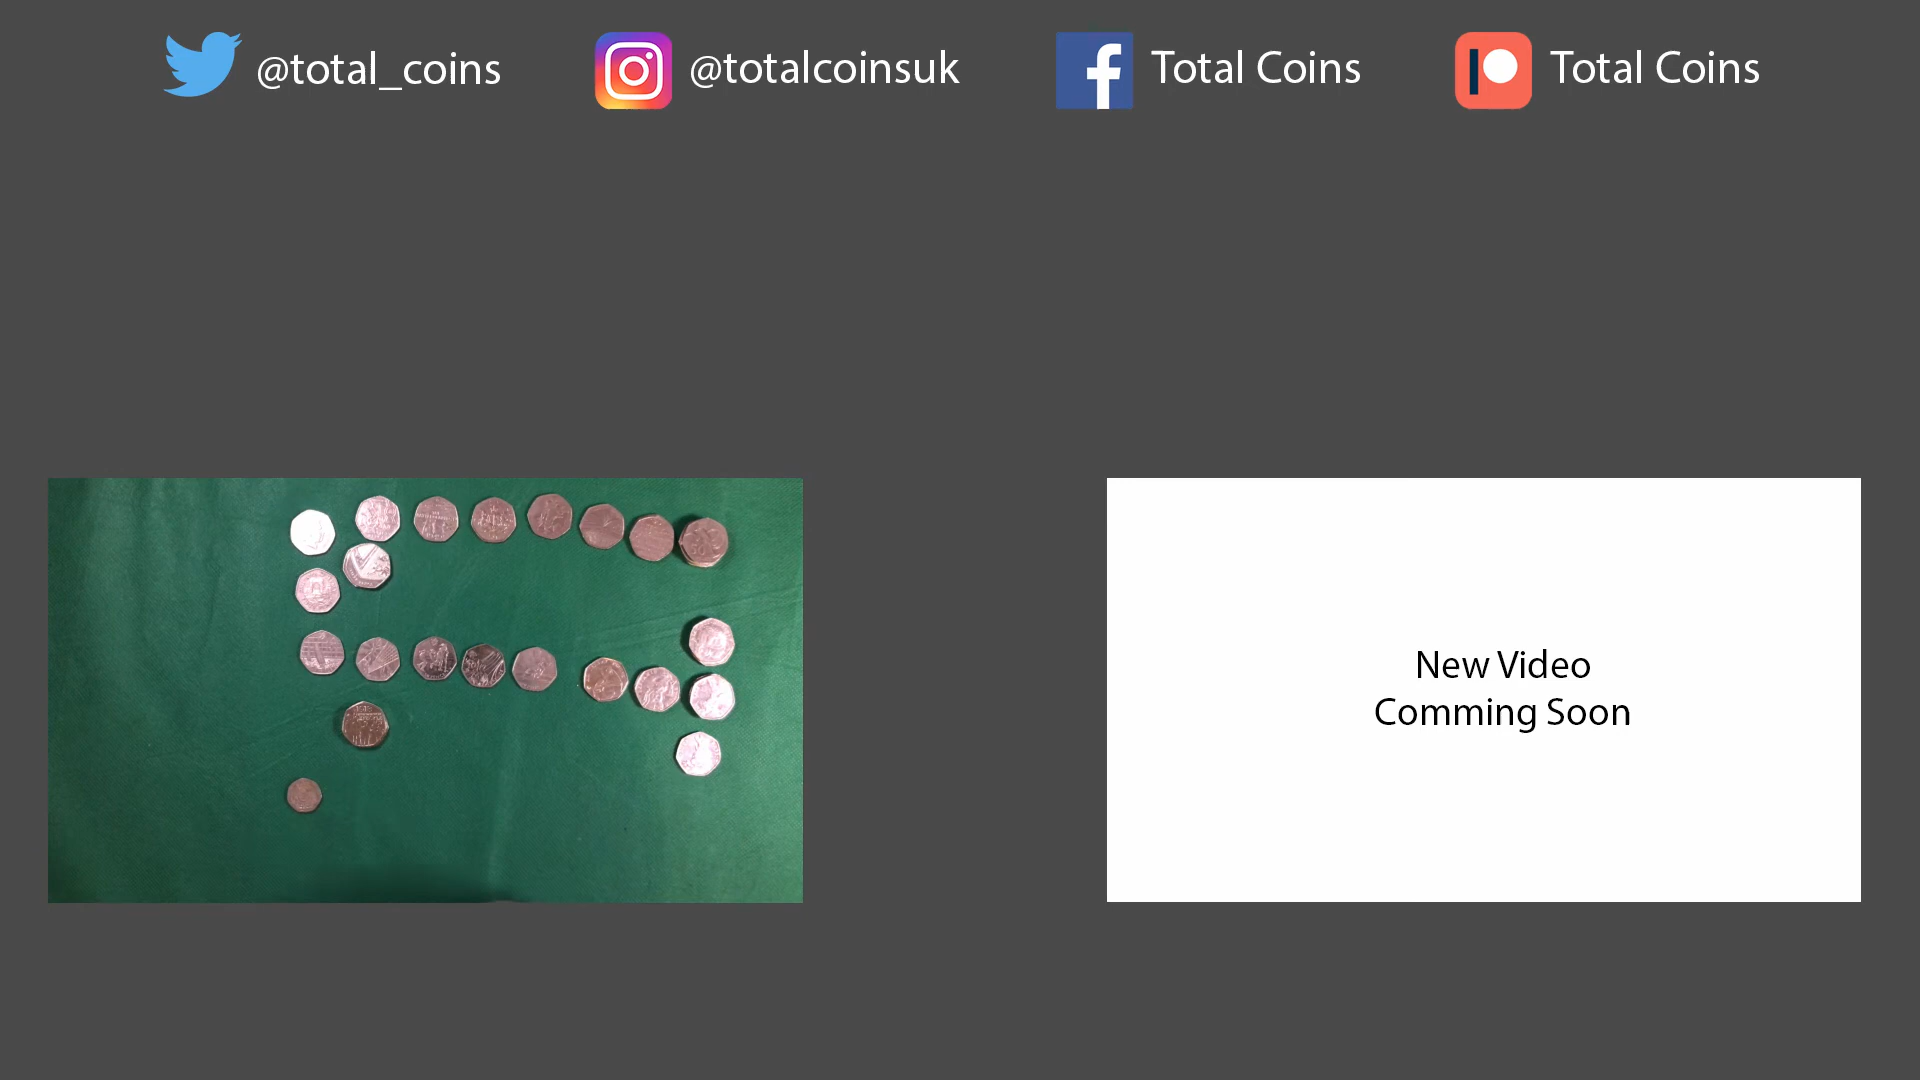 @total_coins
@totalcoinsuk
Total Coins
Total Coins
New Video
Comming Soon